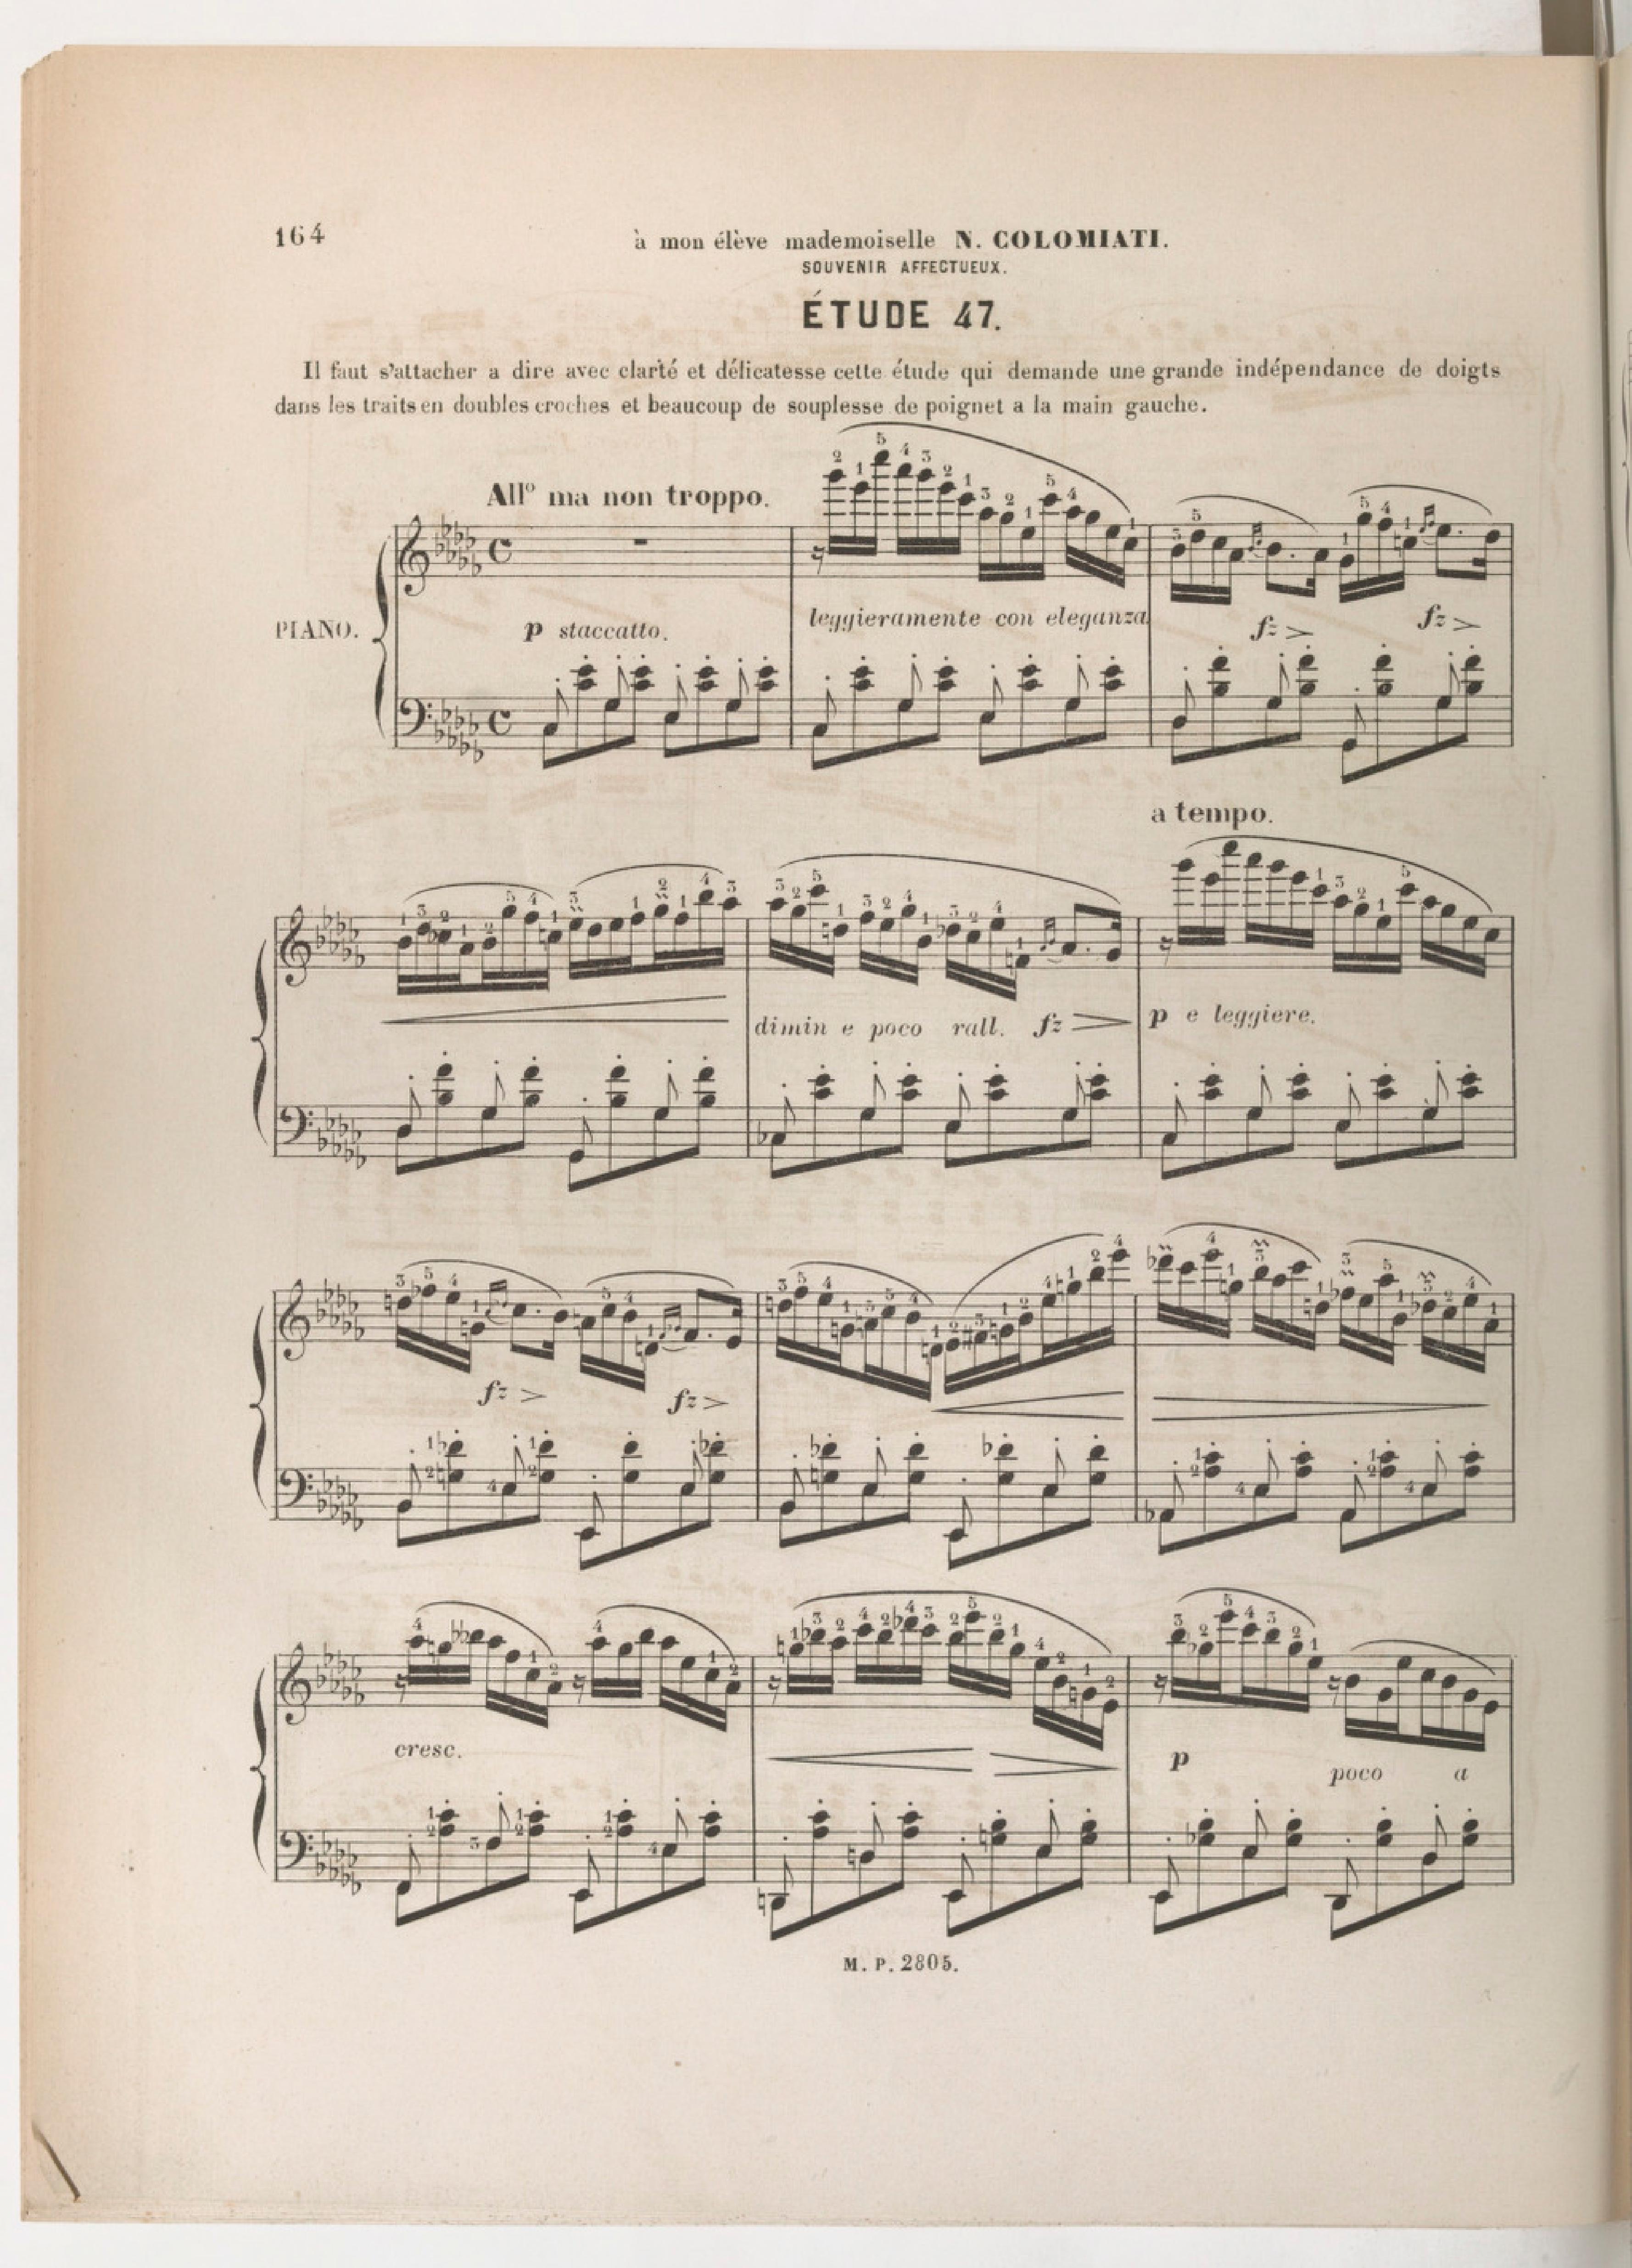 164
à mon élève mademoiselle N. COLOMIATI.
SOUVENIR AFFECTUEUX.
ÉTUDE 47.
Il faut s'attacher a dire avec clarté et délicatesse cette étude qui demande une grande indépendance de doigts
dans les traits en doubles croches et beaucoup de souplesse de poignet a la main gauche.
Allº ma non troppo.
PIANO.
p staccatto.
leggieramente con eleganza
fz
fz
a tempo.
dimin e poco rall. fz
p e leggiere.
fz
fz
cresc.
p
poco a
M. P. 2805.